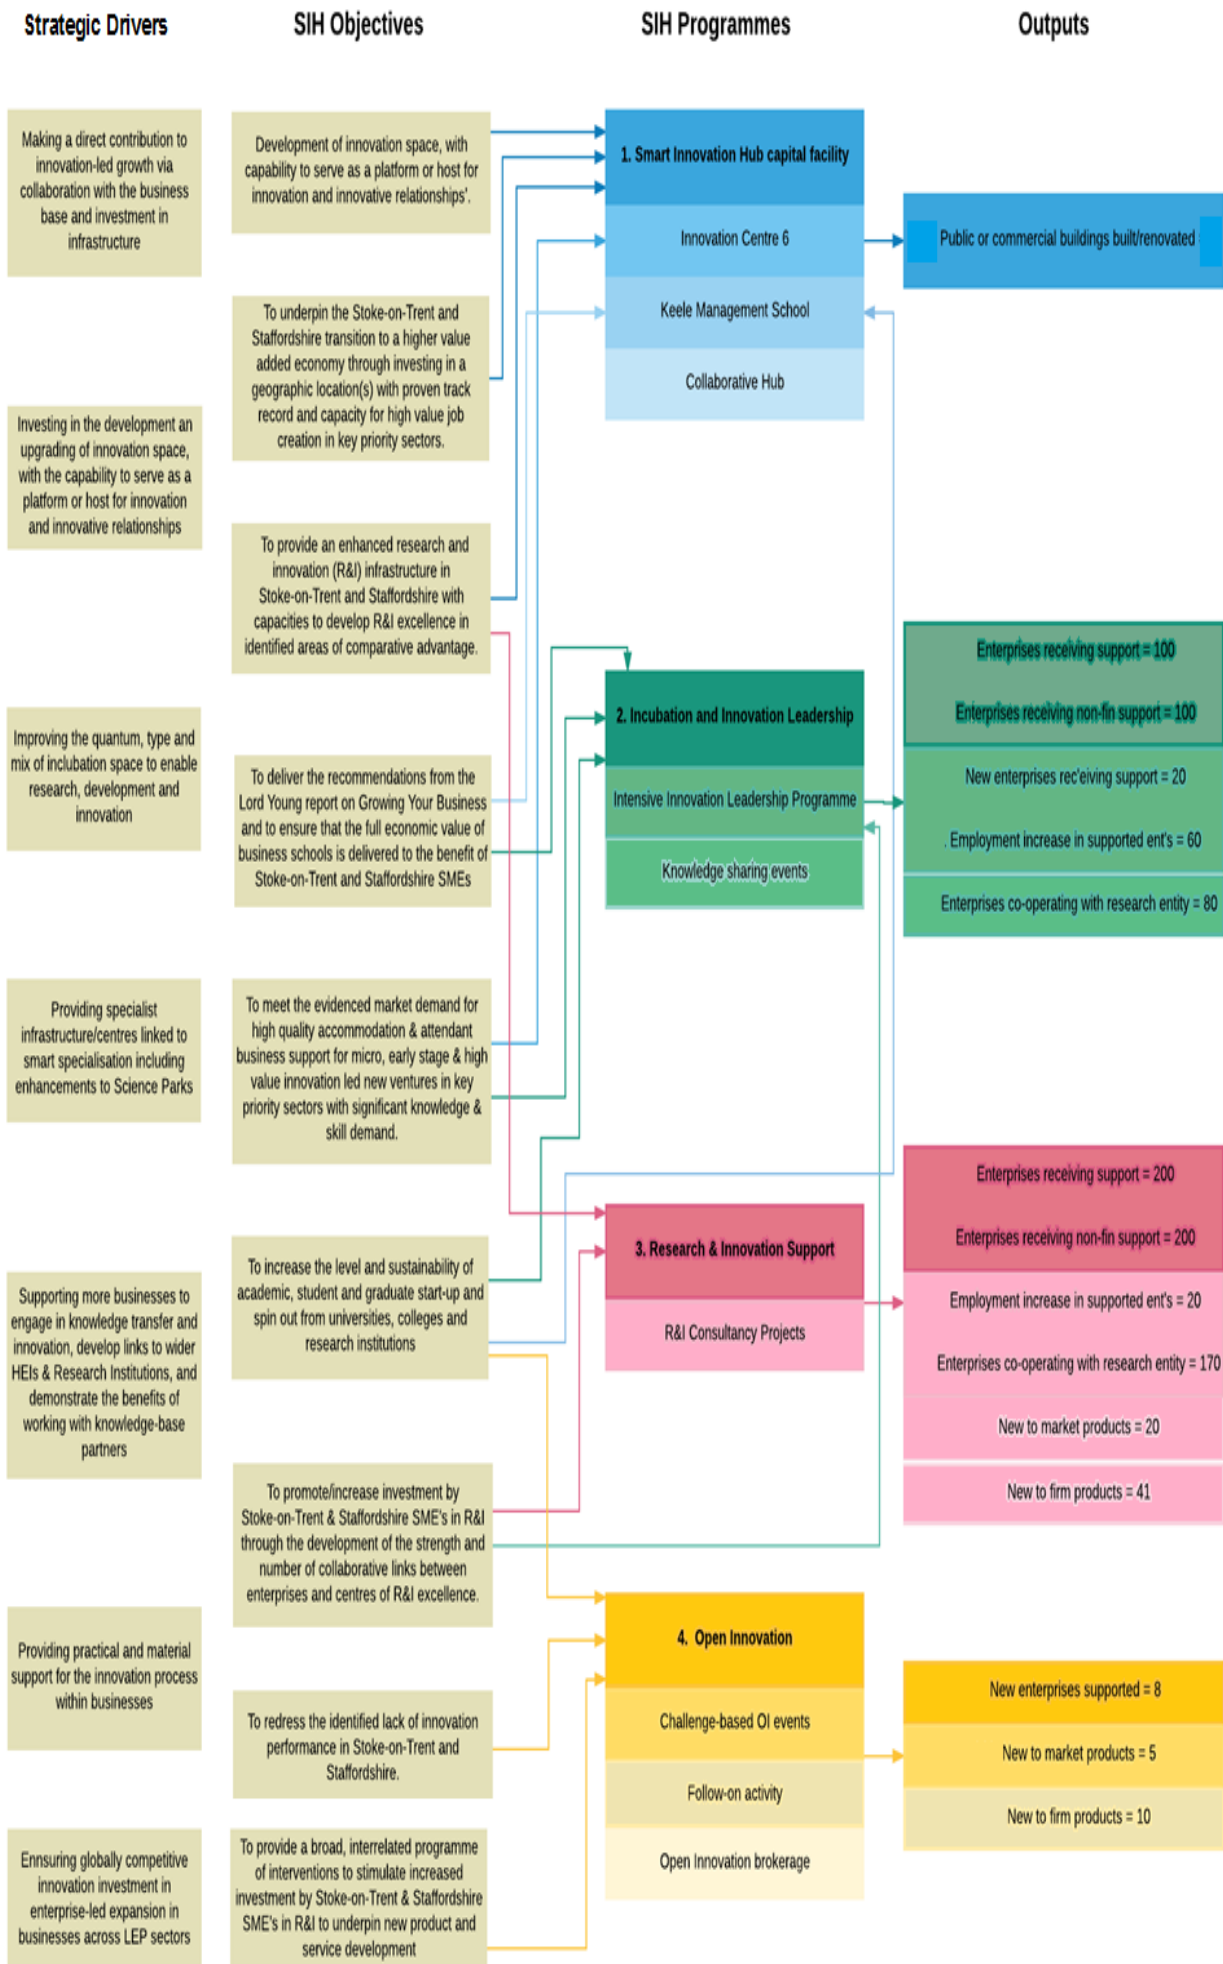 Strategic Drivers
SIH Objectives
SIH Programmes
Outputs
Making a direct contribution to
innovation-led growth via
collaboration with the business
base and investment in
infrastructure
Investing in the development an
upgrading of innovation space,
with the capability to serve as a
platform or host for innovation
and innovative relationships
Improving the quantum, type and
mix of inclubation space to enable
research, development and
innovation
Providing specialist
infrastructure/centres linked to
smart specialisation including
enhancements to Science Parks
Supporting more businesses to
engage in knowledge transfer and
innovation, develop links to wider
HEIs & Research Institutions, and
demonstrate the benefits of
working with knowledge-base
partners
Providing practical and material
support for the innovation process
within businesses
Ennsuring globally competitive
innovation investment in
enterprise-led expansion in
businesses across LEP sectors
Development of innovation space, with
capability to serve as a platform or host for
innovation and innovative relationships'.
To underpin the Stoke-on-Trent and
Staffordshire transition to a higher value
added economy through investing in a
geographic location(s) with proven track
record and capacity for high value job
creation in key priority sectors.
To provide an enhanced research and
innovation (R&I) infrastructure in
Stoke-on-Trent and Staffordshire with
capacities to develop R&I excellence in
identified areas of comparative advantage.
To deliver the recommendations from the
Lord Young report on Growing Your Business
and to ensure that the full economic value of
business schools is delivered to the benefit of
Stoke-on-Trent and Staffordshire SMEs
To meet the evidenced market demand for
high quality accommodation & attendant
business support for micro, early stage & high
value innovation led new ventures in key
priority sectors with significant knowledge &
skill demand.
To increase the level and sustainability of
academic, student and graduate start-up and
spin out from universities, colleges and
research institutions
To promote/increase investment by
Stoke-on-Trent & Staffordshire SME's in R&I
through the development of the strength and
number of collaborative links between
enterprises and centres of R&I excellence.
To redress the identified lack of innovation
performance in Stoke-on-Trent and
Staffordshire.
To provide a broad, interrelated programme
of interventions to stimulate increased
investment by Stoke-on-Trent & Staffordshire
SME's in R&I to underpin new product and
service development
1. Smart Innovation Hub capital facility
Innovation Centre 6
Keele Management School
Collaborative Hub
2. Incubation and Innovation Leadership
Intensive Innovation Leadership Programme
Knowledge sharing events
3. Research & Innovation Support
R&I Consultancy Projects
4. Open Innovation
Challenge-based OI events
Follow-on activity
Open Innovation brokerage
Public or commercial buildings built/renovated
Enterprises receiving support = 100
Enterprises receiving non-fin support = 100
New enterprises rec'eiving support = 20
. Employment increase in supported ent's = 60
Enterprises co-operating with research entity = 80
Enterprises receiving support = 200
Enterprises receiving non-fin support = 200
Employment increase in supported ent's = 20
Enterprises co-operating with research entity = 170
New to market products = 20
New to firm products = 41
New enterprises supported = 8
New to market products = 5
New to firm products = 10